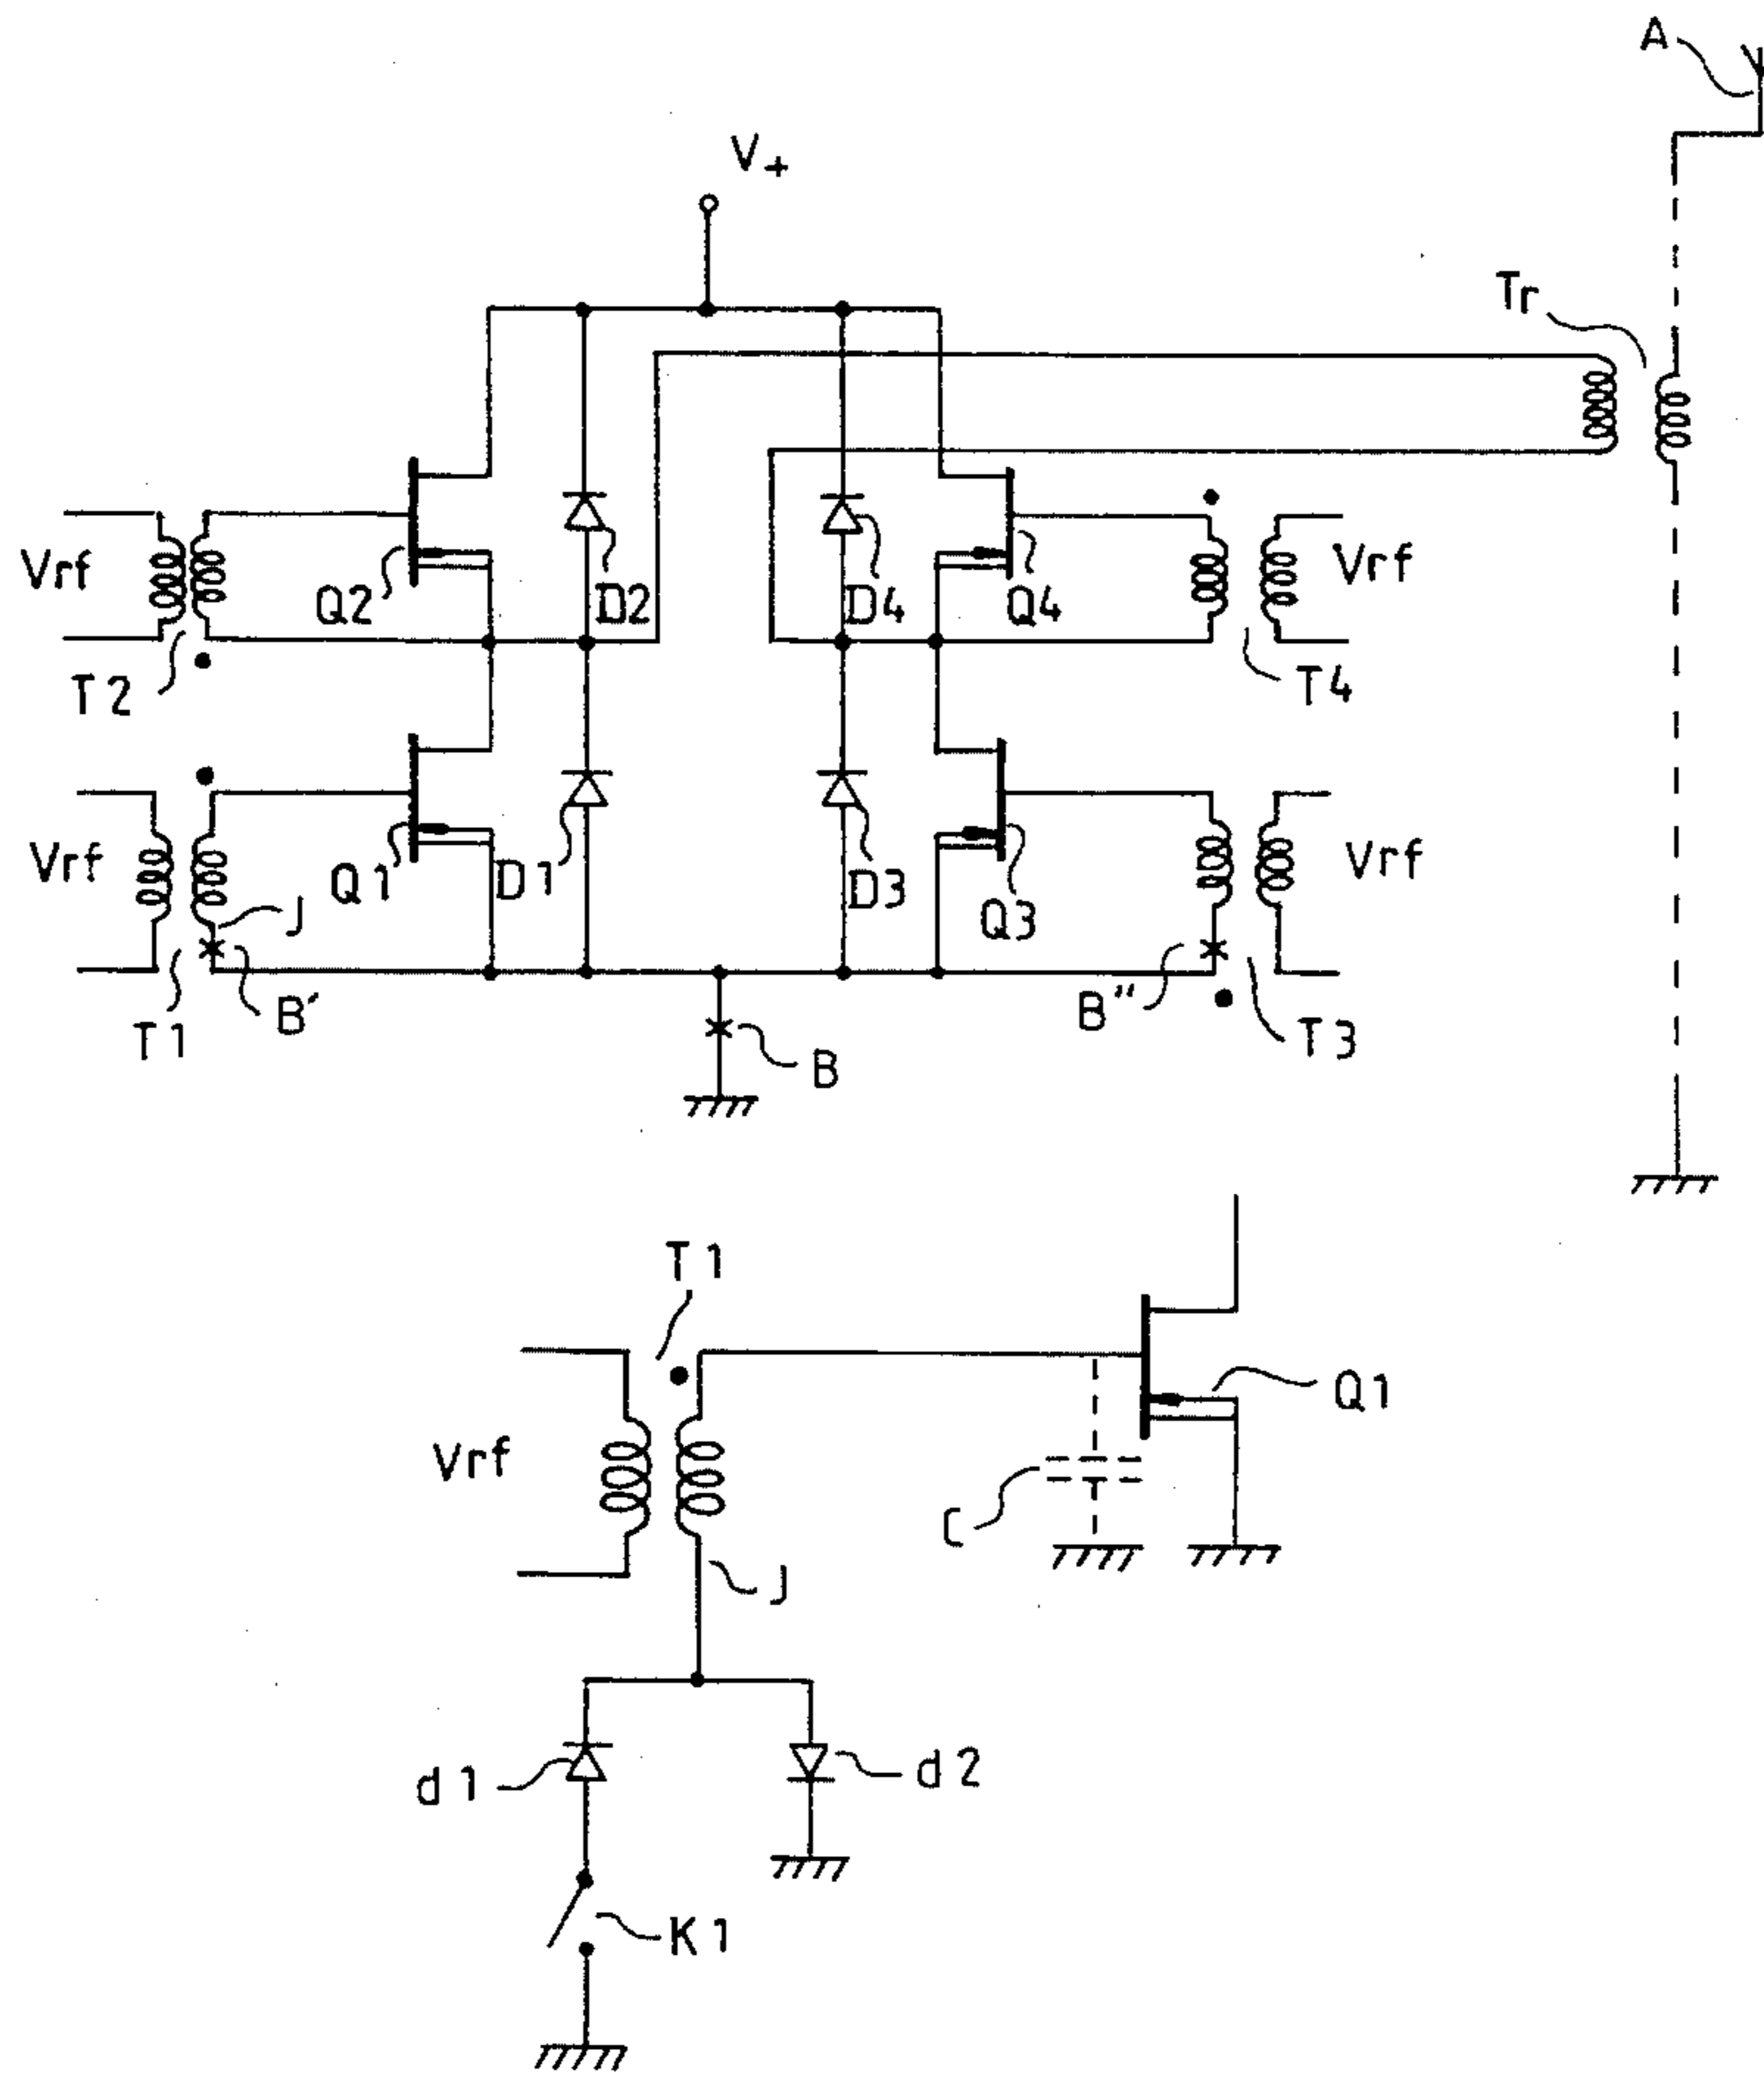 A
V+
Tr
Vrf
Q2
D2
D4
Q4
Vrf
T2
T4
Vrf
Q1
D1
D3
Q3
Vrf
J
T1
B'
B
B"
T3
T1
Vrf
Q1
C
J
d1
d2
K1